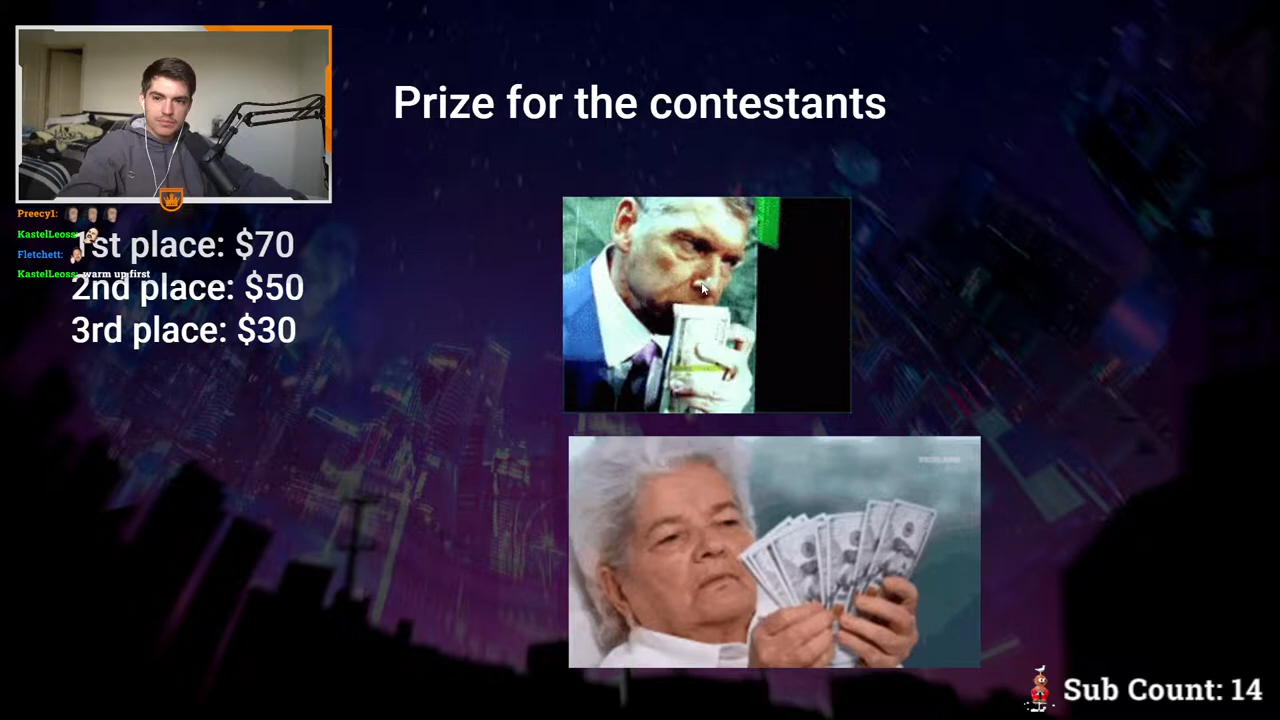 Prize for the contestants
Preecy1:
KastelLeoss:
Fletchett:
KastelLeoss: warm up first
1st place: $70
2nd place: $50
3rd place: $30
Sub Count: 14